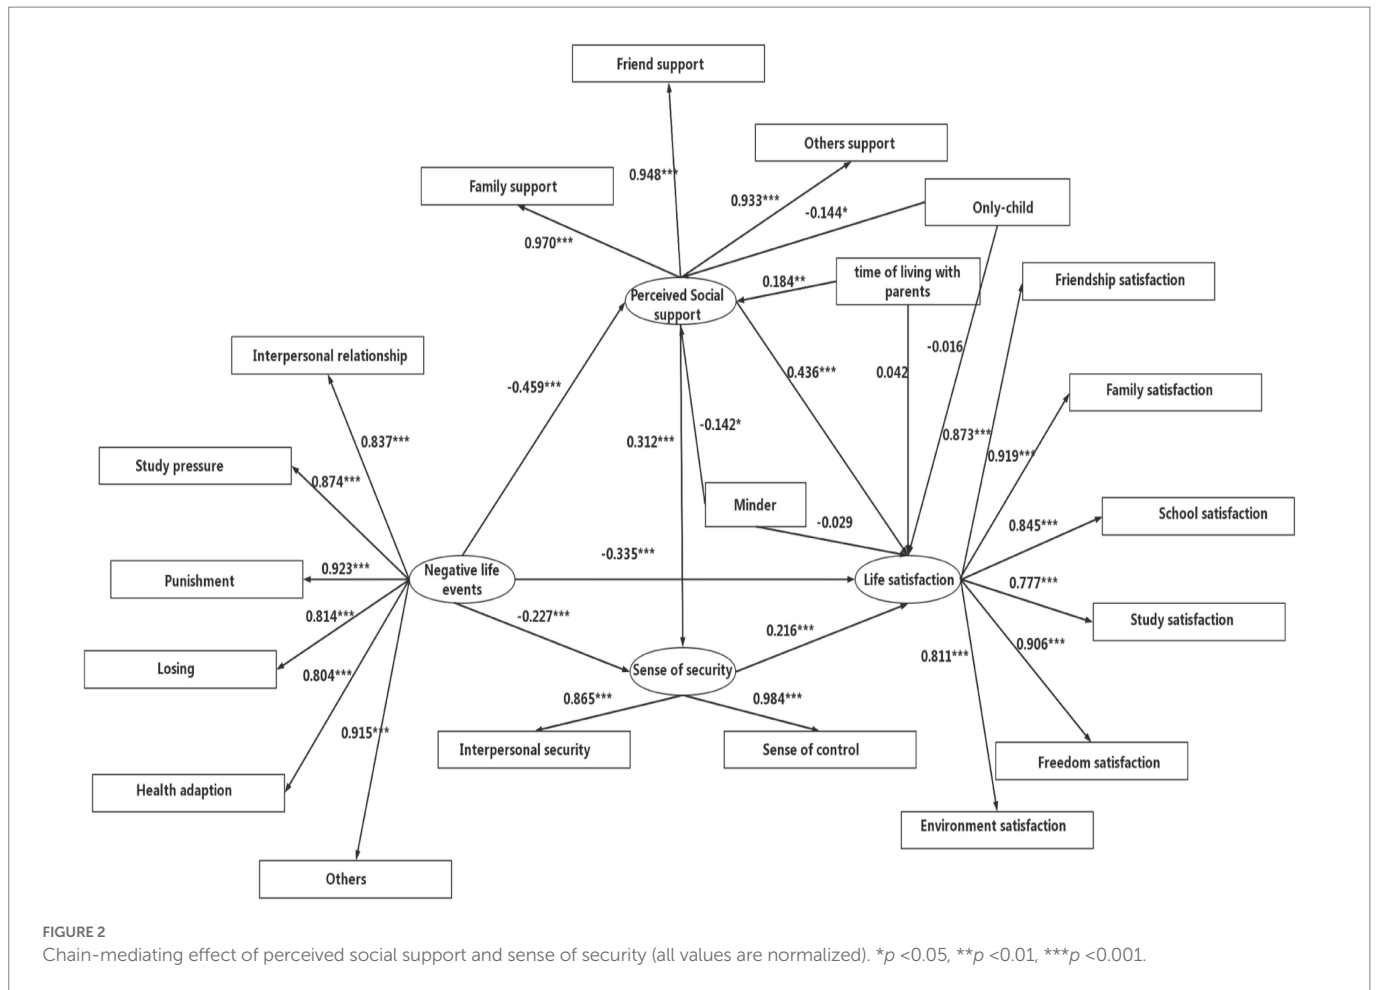 Friend support
Others support
0.948***
Family support
0.933***
Only-child
-0.144*
0.970***
time of living with
parents
Friendship satisfaction
0.184**
Perceived Social
support
Interpersonal relationship
-0.016
-0.459***
0.436***
0.042
Family satisfaction
-0.142*
0.873***
0.837***
0.312***
0.919***
Study pressure
0.874***
Minder
School satisfaction
-0.029
0.845***
-0.335***
0.923***
Punishment
Negative life
events
Life satisfaction
0.777***
0.814***
-0.227***
Study satisfaction
0.216***
0.906***
0.811***
Losing
0.804***
Sense of security
0.865***
0.984***
0.915***
Interpersonal security
Sense of control
Freedom satisfaction
Health adaption
Environment satisfaction
Others
FIGURE 2
Chain-mediating effect of perceived social support and sense of security (all values are normalized). *p <0.05, **p <0.01, ***p <0.001.